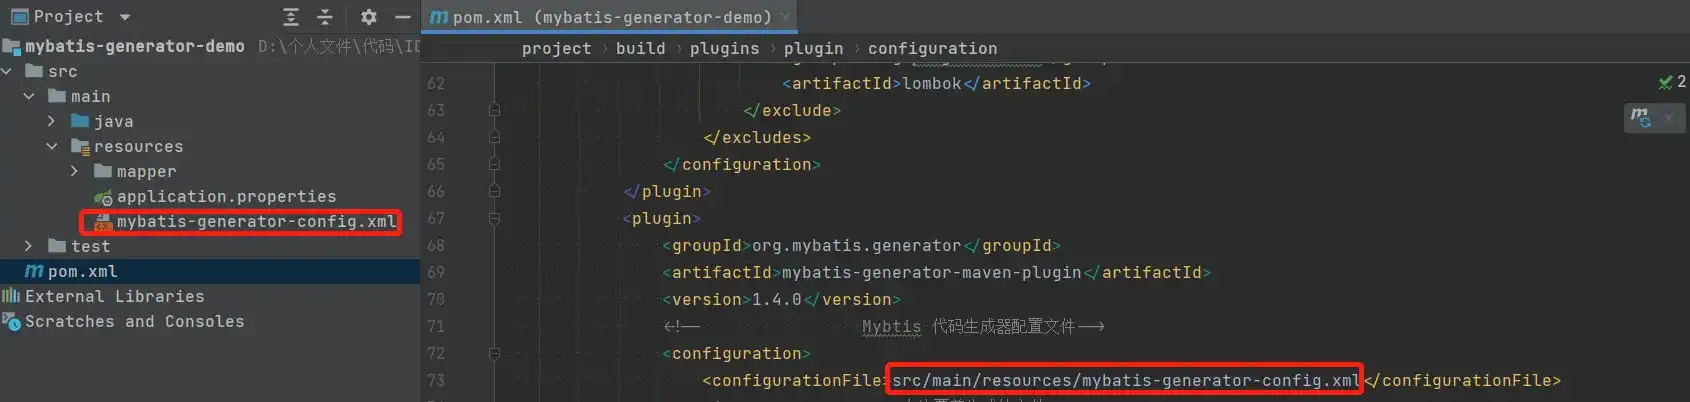 Project
mybatis-generator-demo D:\个人文件\代码\ID
src
main
java
resources
mapper
application.properties
mybatis-generator-config.xml
test
pom.xml
External Libraries
Scratches and Consoles
pom.xml (mybatis-generator-demo)
project › build › plugins › plugin › configuration
2
62 <artifactId>lombok</artifactId>
63 </exclude>
64 </excludes>
65 </configuration>
66 </plugin>
67 <plugin>
68 <groupId>org.mybatis.generator</groupId>
69 <artifactId>mybatis-generator-maven-plugin</artifactId>
70 <version>1.4.0</version>
71 <!-- Mybtis 代码生成器配置文件-->
72 <configuration>
73 <configurationFile>src/main/resources/mybatis-generator-config.xml</configurationFile>